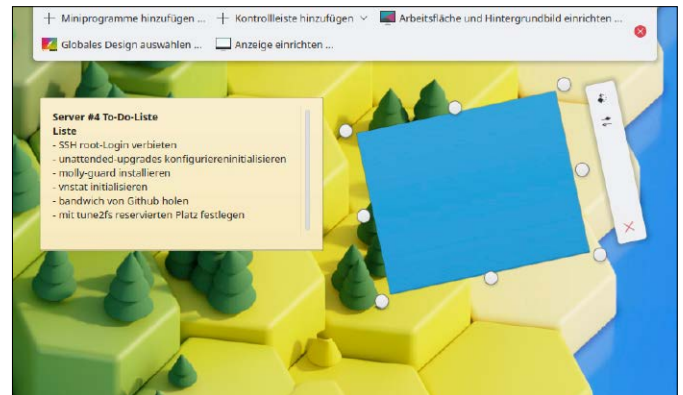 Miniprogramme hinzufügen ... Kontrollleiste hinzufügen Arbeitsfläche und Hintergrundbild einrichten ...
Globales Design auswählen ... Anzeige einrichten ...
Server #4 To-Do-Liste
Liste
- SSH root-Login verbieten
- unattended-upgrades konfiguriereninitialisieren
- molly-guard installieren
- vnstat initialisieren
- bandwich von Github holen
- mit tune2fs reservierten Platz festlegen